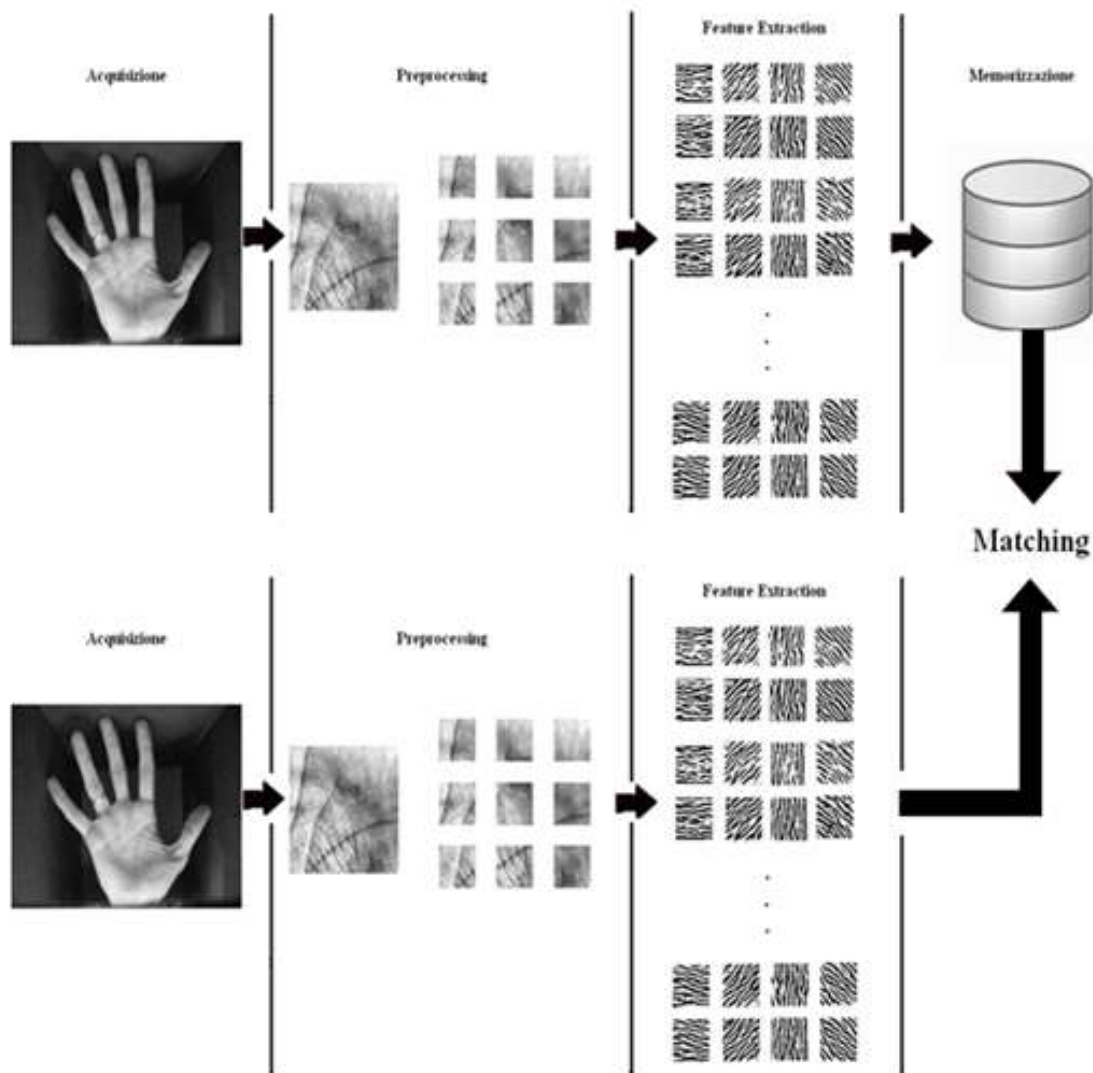 Feature Extraction
Acquisizione
Preprocessing
Memorizzazione
Matching
Feature Extraction
Acquisizione
Preprocessing